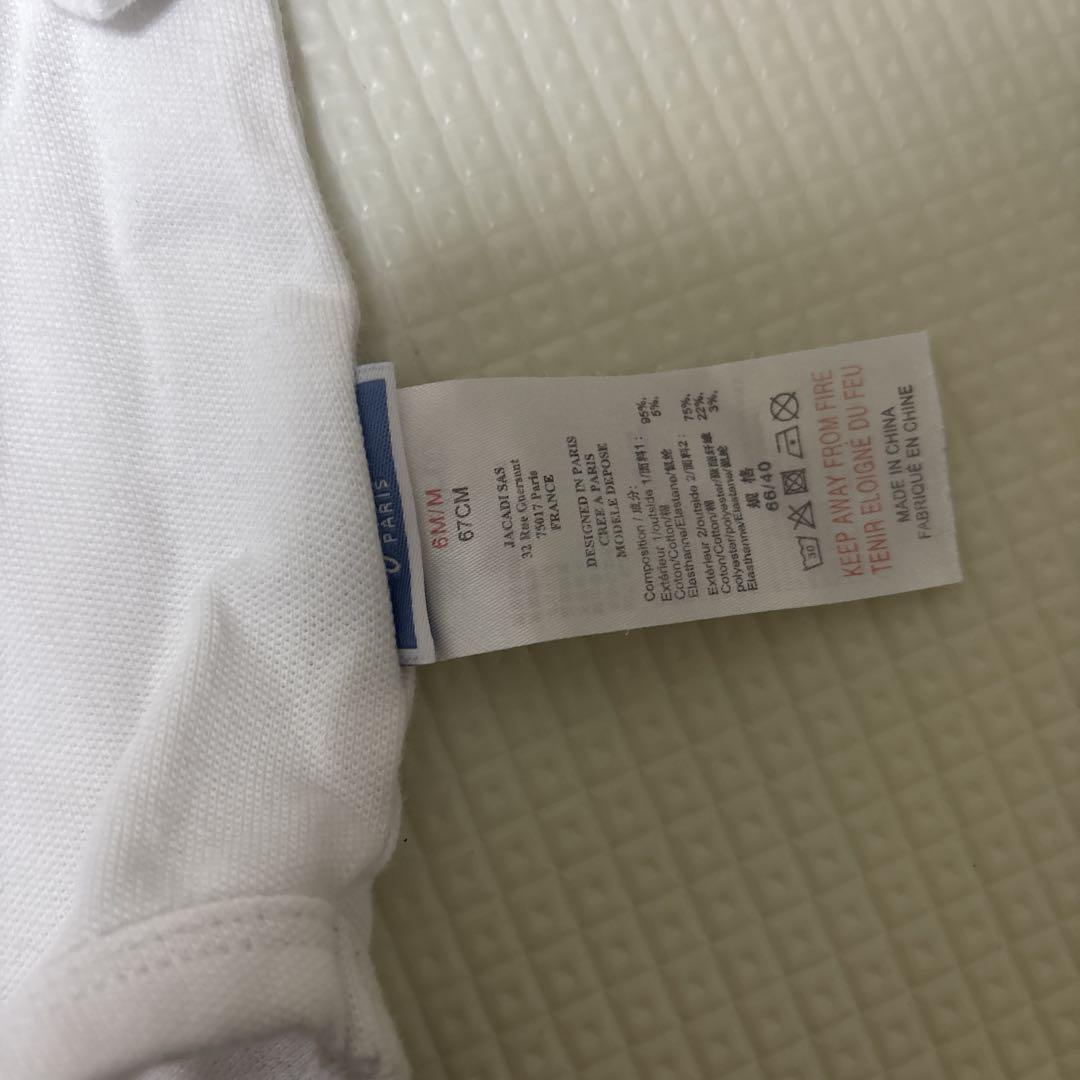 PARIS
6M/M
67CM
JACADI SAS
32 Rue Guersant
75017 Paris
FRANCE
DESIGNED IN PARIS
CREE A PARIS
MODELE DEPOSE
Composition / 成分:
Extérieur 1/outside 1/面料1:
Coton/Cotton/棉 95%,
Elasthanne/Elastane/氨纶 5%,
Extérieur 2/outside 2/面料2:
Coton/Cotton/棉 75%,
polyester/polyester/聚酯纤维 22%,
Elasthanne/Elastane/氨纶 3%,
规 格
66/40
30
KEEP AWAY FROM FIRE
TENIR ELOIGNÉ DU FEU
MADE IN CHINA
FABRIQUÉ EN CHINE